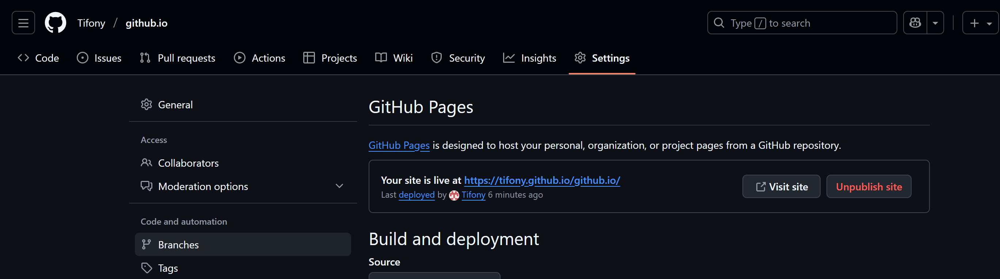 Tifony / github.io
Type / to search
Code Issues Pull requests Actions Projects Wiki Security Insights Settings
General
Access
Collaborators
Moderation options
Code and automation
Branches
Tags
GitHub Pages
GitHub Pages is designed to host your personal, organization, or project pages from a GitHub repository.
Your site is live at https://tifony.github.io/github.io/
Last deployed by Tifony 6 minutes ago
Visit site
Unpublish site
Build and deployment
Source